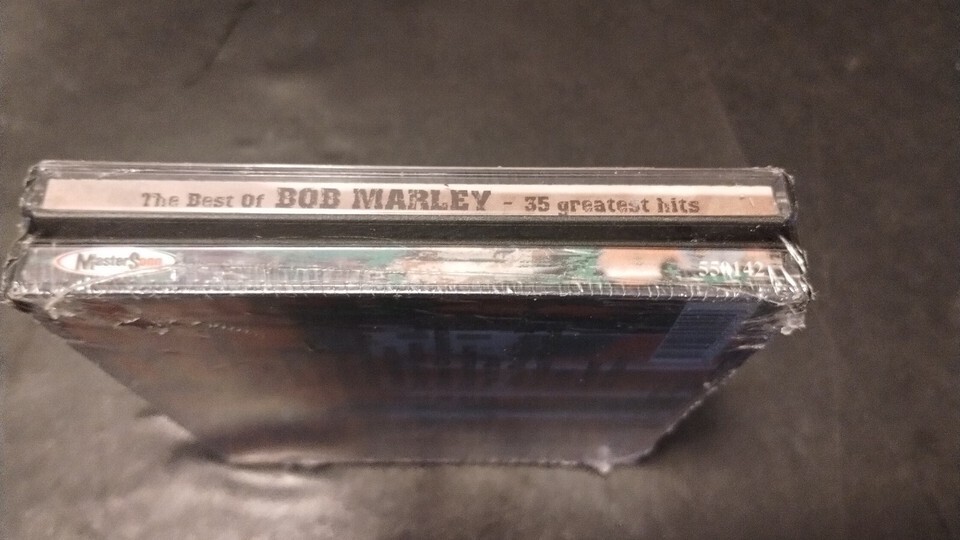 The Best Of BOB MARLEY - 35 greatest hits
MasterSong